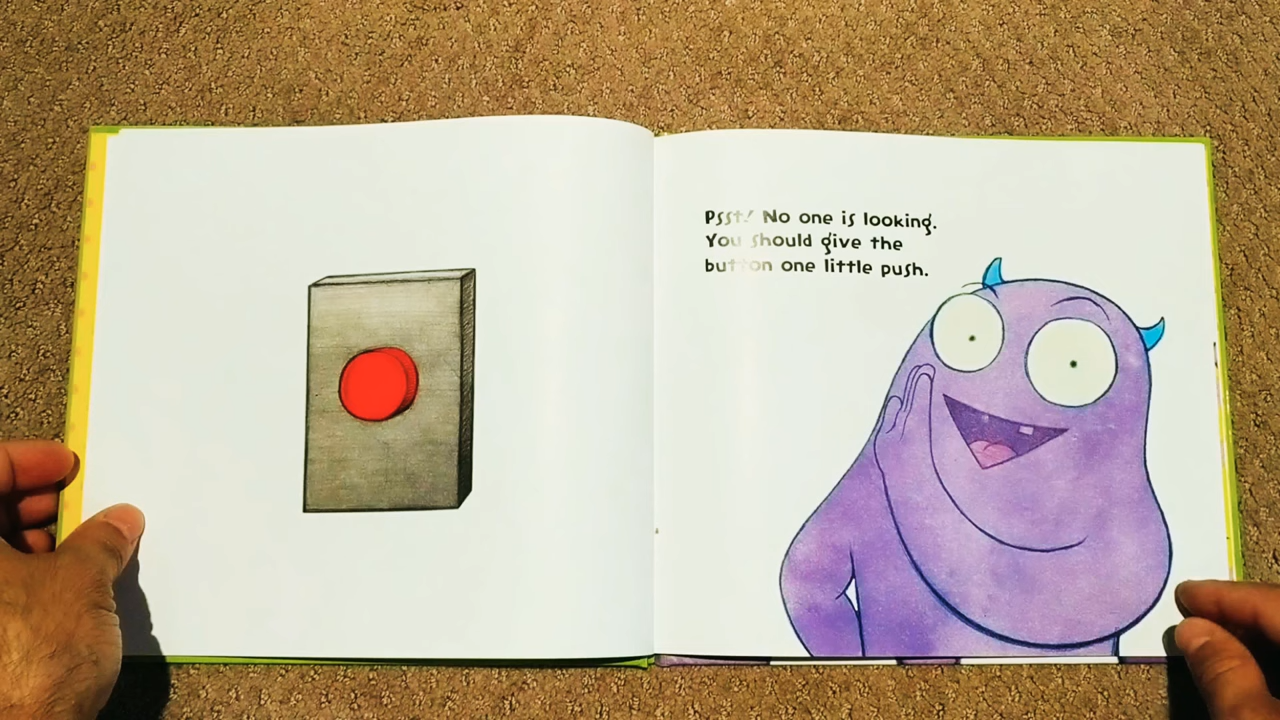 Psst! No one is looking.
You should give the
button one little push.